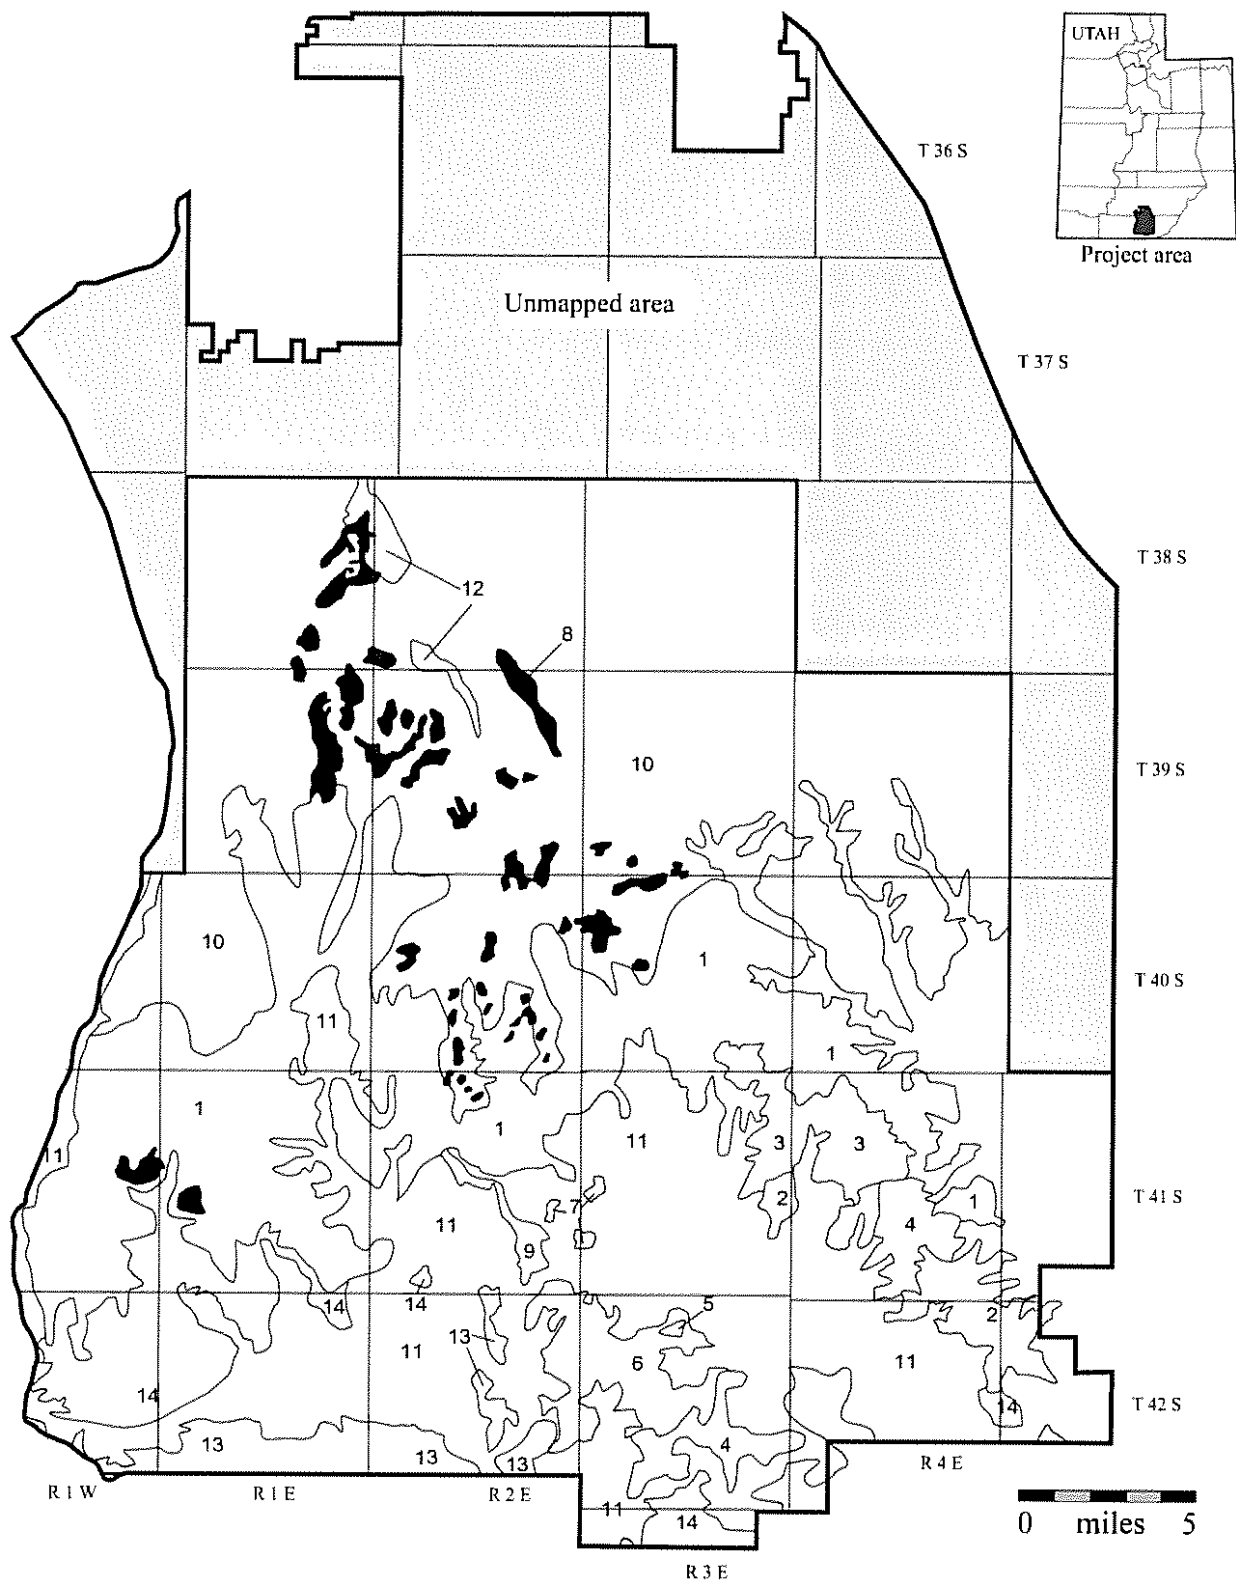 UTAH
T 36 S
Project area
Unmapped area
T 37 S
T 38 S
12
8
10
T 39 S
10
1
T 40 S
11
1
1
1
11
3
3
11
7
2
1
T 41 S
11
4
9
14
14
5
2
13
11
6
11
14
14
T 42 S
13
13
13
4
R 4 E
R 1 W
R 1 E
R 2 E
11
14
0 miles 5
R 3 E